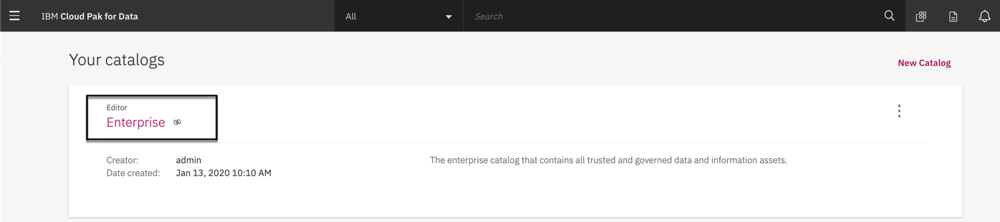 IBM Cloud Pak for Data
All
Search
Your catalogs
New Catalog
Editor
Enterprise
Creator: admin
The enterprise catalog that contains all trusted and governed data and information assets.
Date created: Jan 13, 2020 10:10 AM